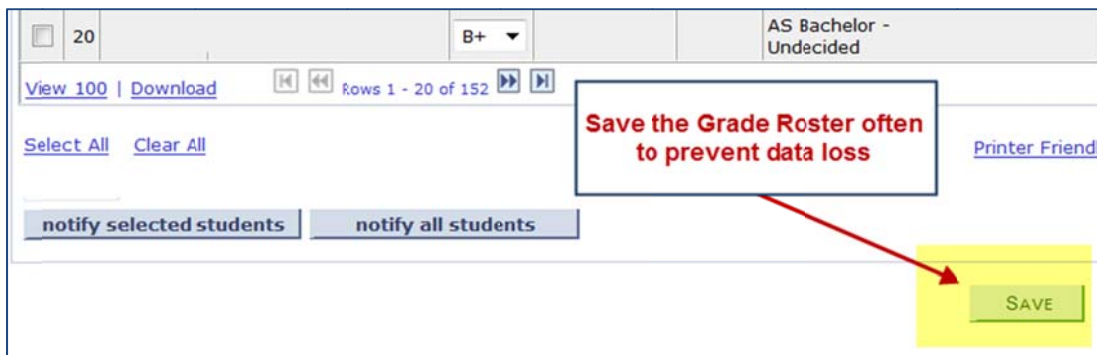 20 B+ AS Bachelor -
Undecided
View 100 | Download Rows 1 - 20 of 152
Save the Grade Roster often
to prevent data loss
Select All Clear All Printer Friendl
notify selected students notify all students
SAVE